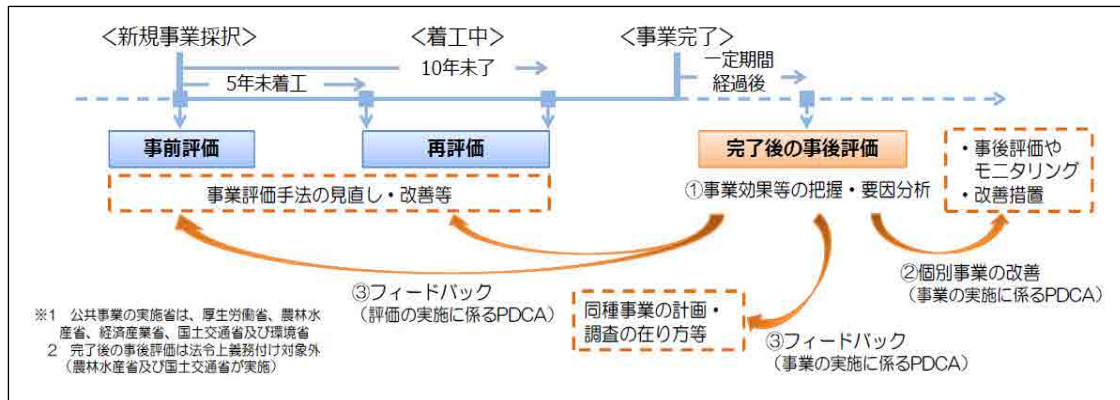 ＜新規事業採択＞
＜着工中＞
＜事業完了＞
5年未着工
10年未了
一定期間
経過後
事前評価
再評価
完了後の事後評価
事業評価手法の見直し・改善等
①事業効果等の把握・要因分析
・事後評価や
モニタリング
・改善措置
②個別事業の改善
（事業の実施に係るPDCA）
③フィードバック
（評価の実施に係るPDCA）
同種事業の計画・
調査の在り方等
③フィードバック
（事業の実施に係るPDCA）
※1 公共事業の実施省は、厚生労働省、農林水
産省、経済産業省、国土交通省及び環境省
2 完了後の事後評価は法令上義務付け対象外
（農林水産省及び国土交通省が実施）